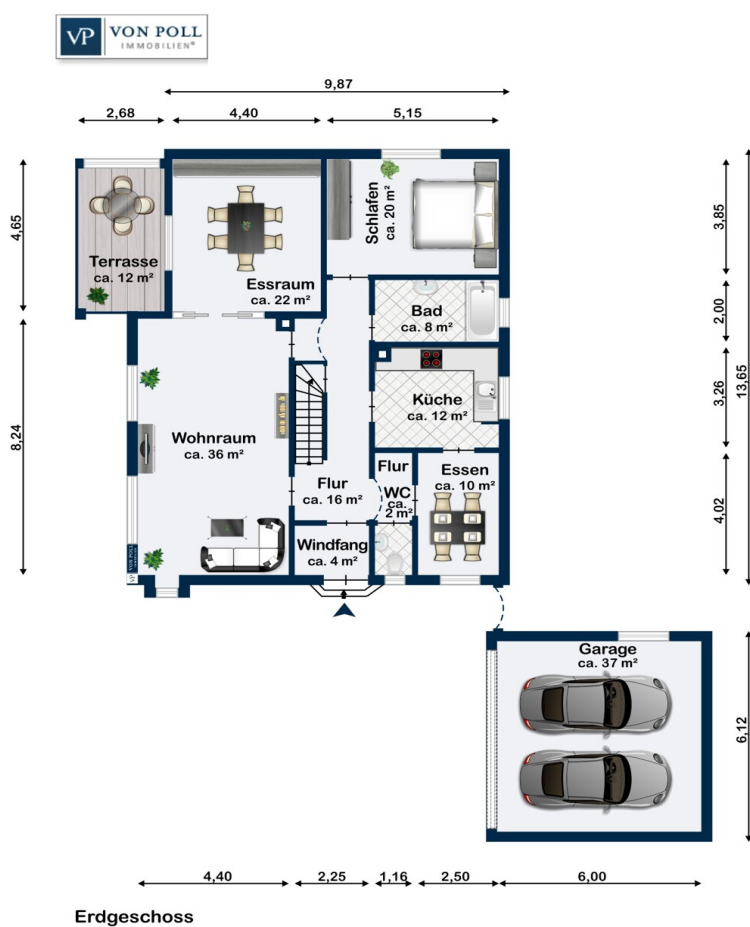 VP VON POLL
IMMOBILIEN®
9,87
2,68
4,40
5,15
4,65
8,24
Terrasse
ca. 12 m²
Essraum
ca. 22 m²
Schlafen
ca. 20 m²
Bad
ca. 8 m²
Küche
ca. 12 m²
Wohnraum
ca. 36 m²
Flur
ca. 16 m²
Flur
WC
ca.
2 m²
Essen
ca. 10 m²
Windfang
ca. 4 m²
VP VON POLL
IMMOBILIEN
3,85
2,00
3,26
4,02
13,65
Garage
ca. 37 m²
6,12
4,40
2,25
1,16
2,50
6,00
Erdgeschoss